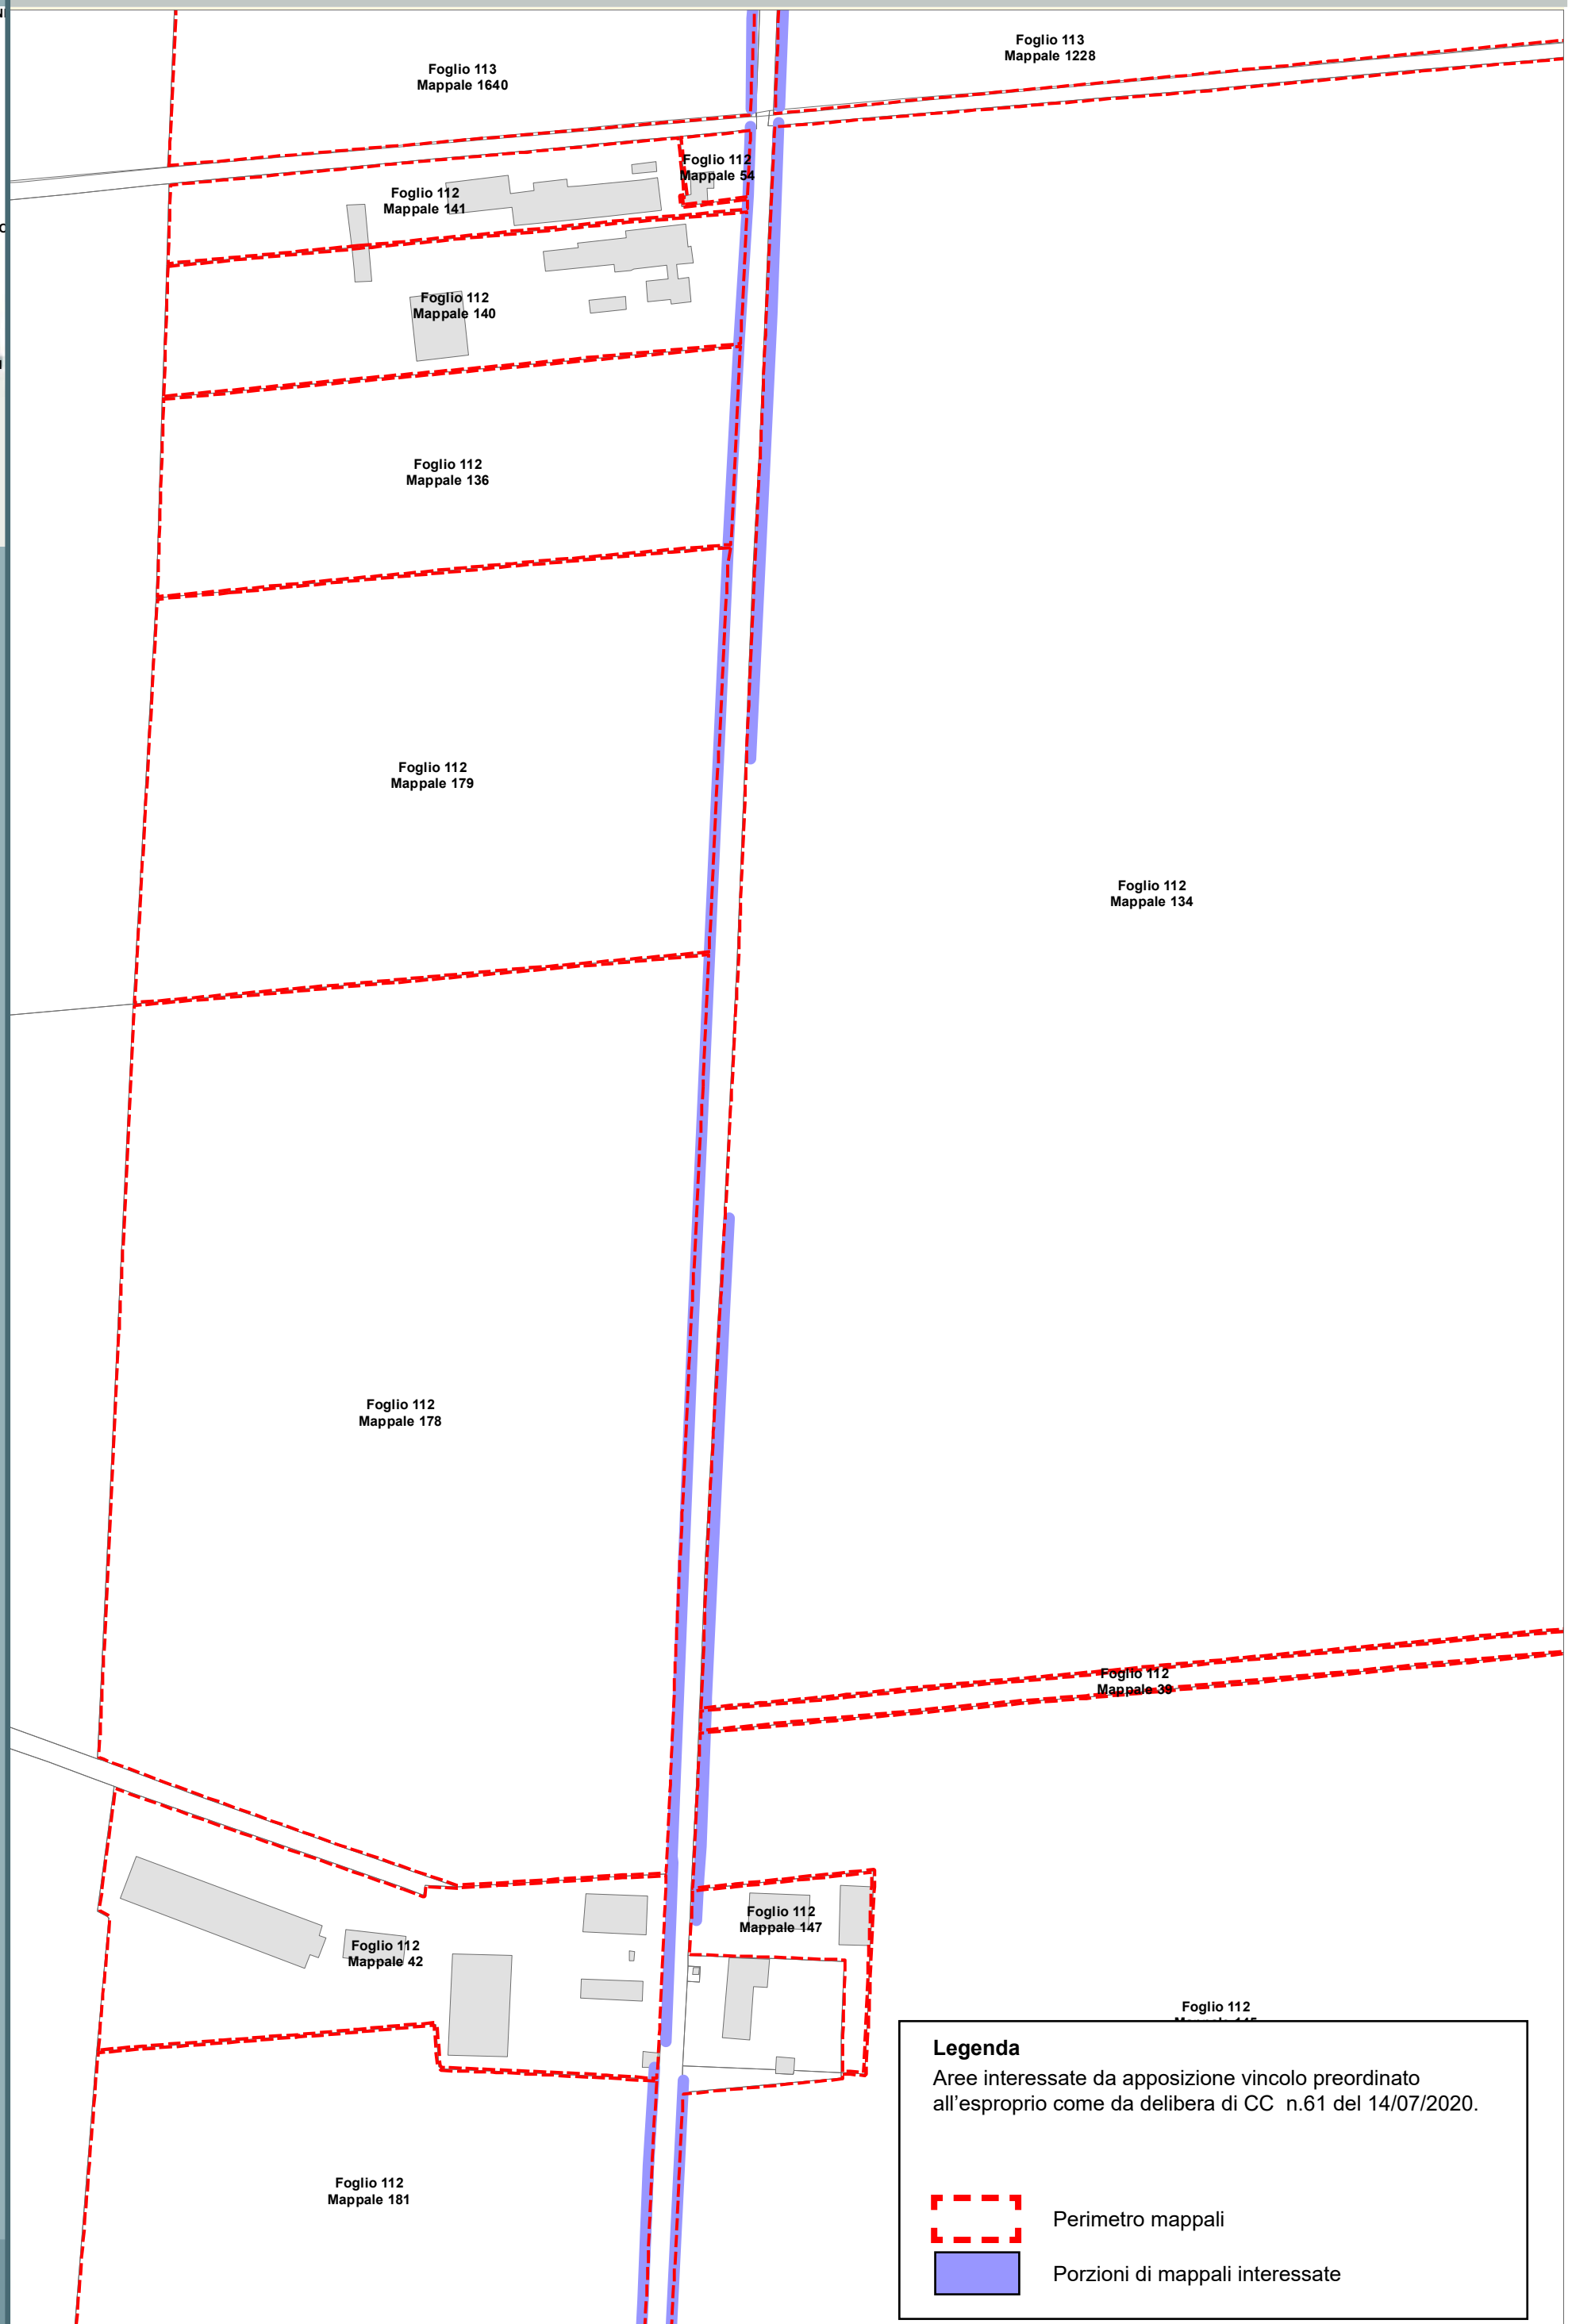 Foglio 113
Mappale 1228
Foglio 113
Mappale 1640
Foglio 112
Mappale 54
Foglio 112
Mappale 141
Foglio 112
Mappale 140
Foglio 112
Mappale 136
Foglio 112
Mappale 179
Foglio 112
Mappale 134
Foglio 112
Mappale 178
Foglio 112
Mappale 39
Foglio 112
Mappale 147
Foglio 112
Mappale 42
Foglio 112
Foglio 112
Mappale 181
Legenda
Aree interessate da apposizione vincolo preordinato
all'esproprio come da delibera di CC n.61 del 14/07/2020.
Perimetro mappali
Porzioni di mappali interessate